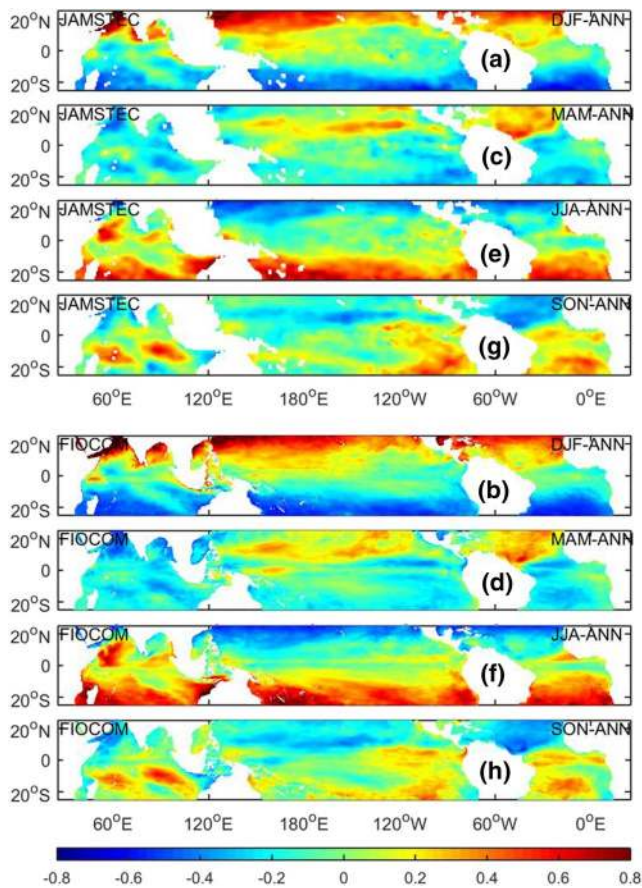 20°N JAMSTEC DJF-ANN
0 (a)
20°S
20°N JAMSTEC MAM-ANN
0 (c)
20°S
20°N JAMSTEC JJA-ANN
0 (e)
20°S
20°N JAMSTEC SON-ANN
0 (g)
20°S
60°E 120°E 180°E 120°W 60°W 0°E
20°N FIOCOM DJF-ANN
0 (b)
20°S
20°N FIOCOM MAM-ANN
0 (d)
20°S
20°N FIOCOM JJA-ANN
0 (f)
20°S
20°N FIOCOM SON-ANN
0 (h)
20°S
60°E 120°E 180°E 120°W 60°W 0°E
-0.8 -0.6 -0.4 -0.2 0 0.2 0.4 0.6 0.8